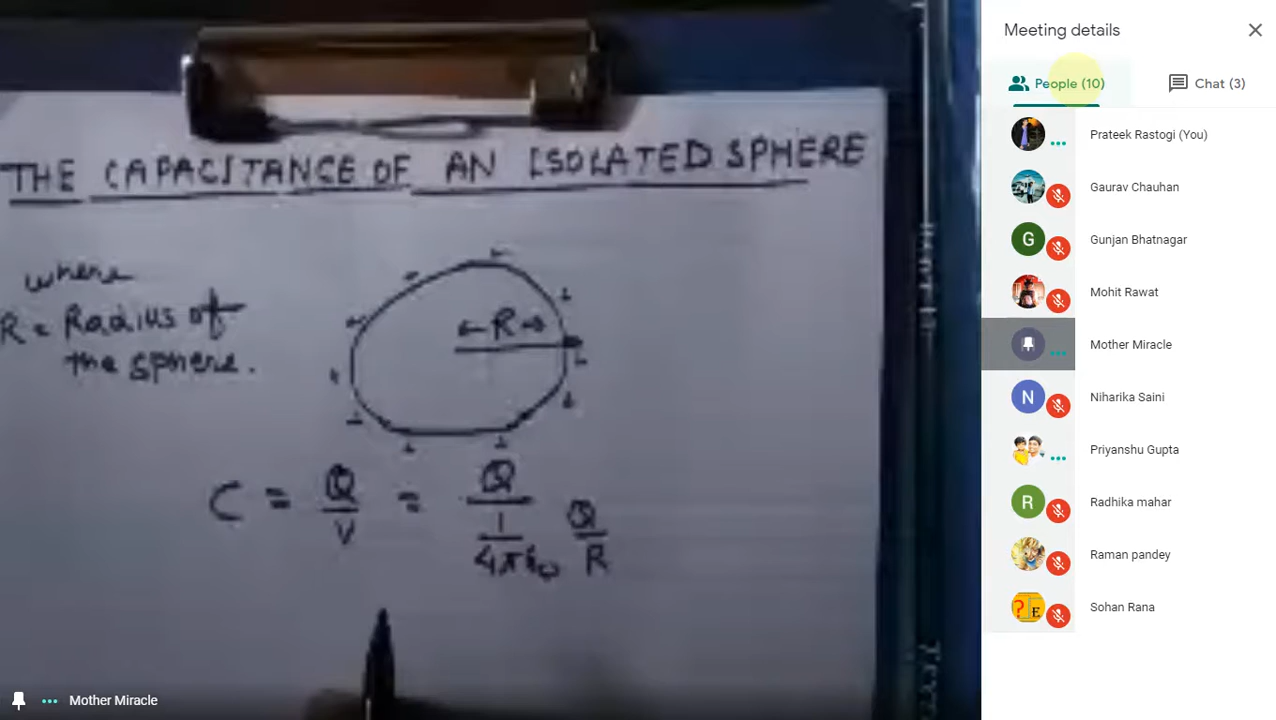 THE CAPACITANCE OF AN ISOLATED SPHERE
where
R = Radius of
the sphere.
← R →
C = Q/V = Q / (1/4πε₀ Q/R)
Mother Miracle
Meeting details
People (10)
Chat (3)
Prateek Rastogi (You)
Gaurav Chauhan
G
Gunjan Bhatnagar
Mohit Rawat
Mother Miracle
N
Niharika Saini
Priyanshu Gupta
R
Radhika mahar
Raman pandey
? E
Sohan Rana